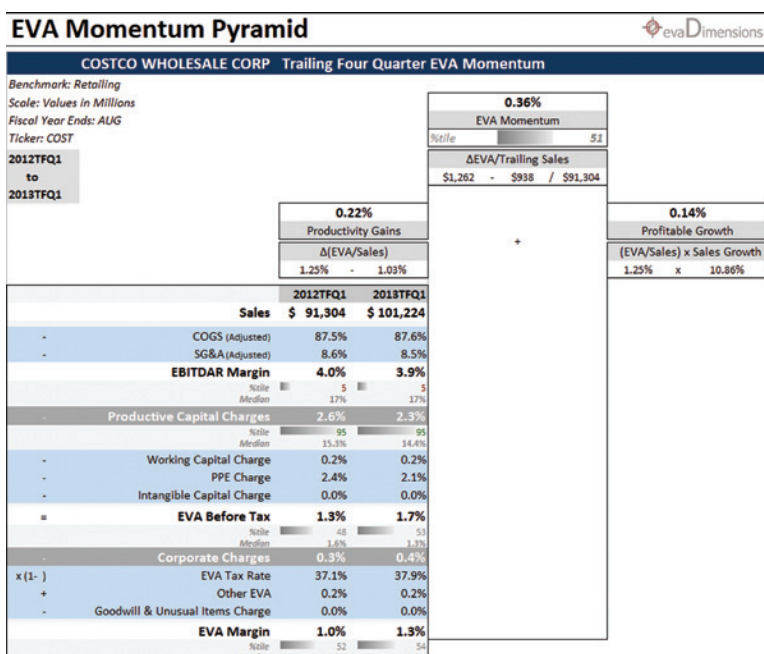 EVA Momentum Pyramid
evaDimensions
COSTCO WHOLESALE CORP Trailing Four Quarter EVA Momentum
Benchmark: Retailing
Scale: Values in Millions
Fiscal Year Ends: AUG
Ticker: COST
2012TFQ1
to
2013TFQ1
0.36%
EVA Momentum
%tile 51
ΔEVA/Trailing Sales
$1,262 - $938 / $91,304
0.22%
Productivity Gains
Δ(EVA/Sales)
1.25% - 1.03%
+
0.14%
Profitable Growth
(EVA/Sales) x Sales Growth
1.25% x 10.86%
2012TFQ1 2013TFQ1
Sales $ 91,304 $ 101,224
- COGS (Adjusted) 87.5% 87.6%
- SG&A (Adjusted) 8.6% 8.5%
EBITDAR Margin 4.0% 3.9%
%tile 5 5
Median 17% 17%
- Productive Capital Charges 2.6% 2.3%
%tile 95 95
Median 15.3% 14.4%
- Working Capital Charge 0.2% 0.2%
- PPE Charge 2.4% 2.1%
- Intangible Capital Charge 0.0% 0.0%
= EVA Before Tax 1.3% 1.7%
%tile 48 53
Median 1.6% 1.3%
- Corporate Charges 0.3% 0.4%
x (1- ) EVA Tax Rate 37.1% 37.9%
+ Other EVA 0.2% 0.2%
- Goodwill & Unusual Items Charge 0.0% 0.0%
EVA Margin 1.0% 1.3%
%tile 52 54